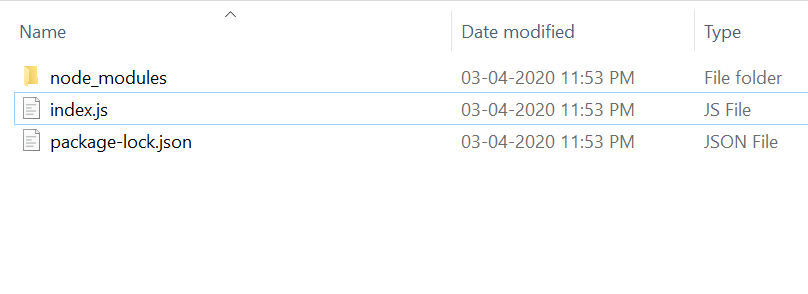 Name Date modified Type
node_modules 03-04-2020 11:53 PM File folder
index.js 03-04-2020 11:53 PM JS File
package-lock.json 03-04-2020 11:53 PM JSON File